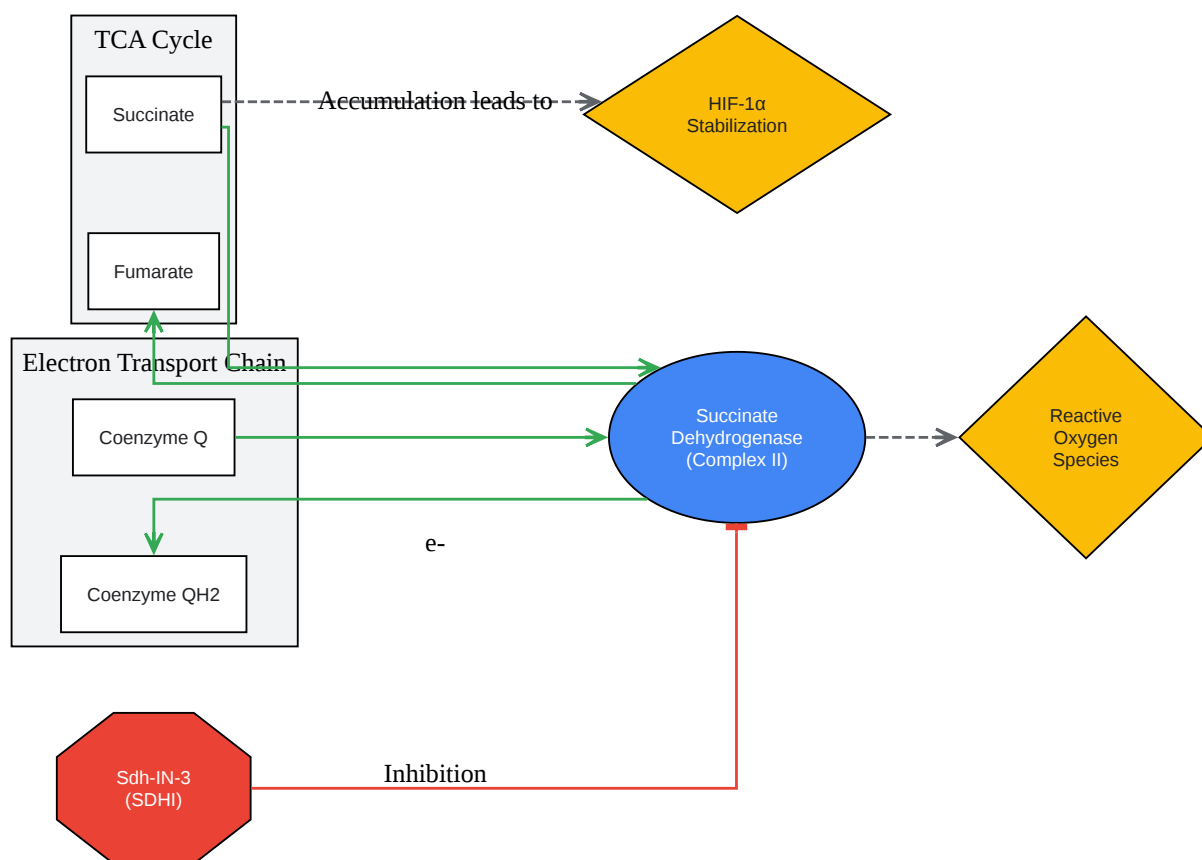 TCA Cycle
Succinate
Accumulation leads to
HIF-1α
Stabilization
Fumarate
Electron Transport Chain
Coenzyme Q
Succinate
Dehydrogenase
(Complex II)
Reactive
Oxygen
Species
e-
Coenzyme QH2
Sdh-IN-3
(SDHI)
Inhibition